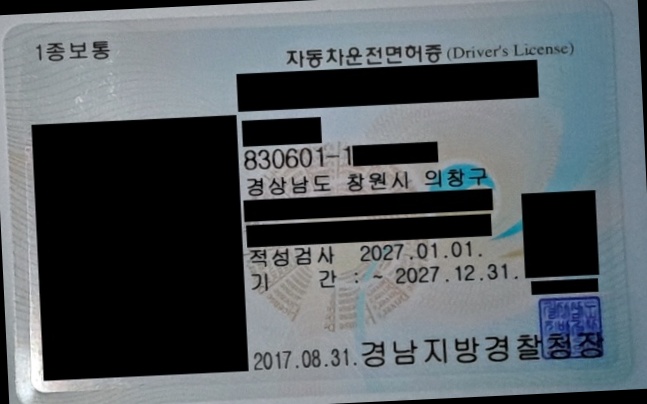 1종보통
자동차운전면허증 (Driver's License)
830601-1
경상남도 창원시 의창구
적성검사 2027.01.01.
기 간 : ~ 2027.12.31.
2017.08.31. 경남지방경찰청장